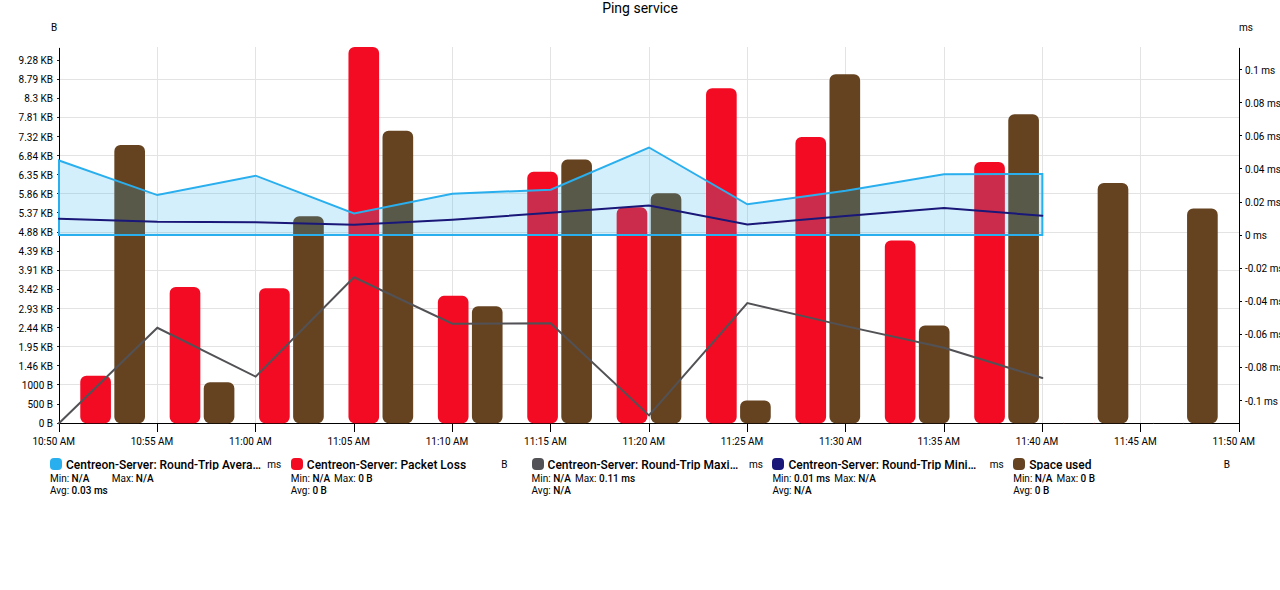 Ping service
B
ms
9.28 KB
8.79 KB
8.3 KB
7.81 KB
7.32 KB
6.84 KB
6.35 KB
5.86 KB
5.37 KB
4.88 KB
4.39 KB
3.91 KB
3.42 KB
2.93 KB
2.44 KB
1.95 KB
1.46 KB
1000 B
500 B
0 B
0.1 ms
0.08 ms
0.06 ms
0.04 ms
0.02 ms
0 ms
-0.02 ms
-0.04 ms
-0.06 ms
-0.08 ms
-0.1 ms
10:50 AM 10:55 AM 11:00 AM 11:05 AM 11:10 AM 11:15 AM 11:20 AM 11:25 AM 11:30 AM 11:35 AM 11:40 AM 11:45 AM 11:50 AM
Centreon-Server: Round-Trip Avera... ms
Min: N/A Max: N/A
Avg: 0.03 ms
Centreon-Server: Packet Loss B
Min: N/A Max: 0 B
Avg: 0 B
Centreon-Server: Round-Trip Maxi... ms
Min: N/A Max: 0.11 ms
Avg: N/A
Centreon-Server: Round-Trip Mini... ms
Min: 0.01 ms Max: N/A
Avg: N/A
Space used B
Min: N/A Max: 0 B
Avg: 0 B